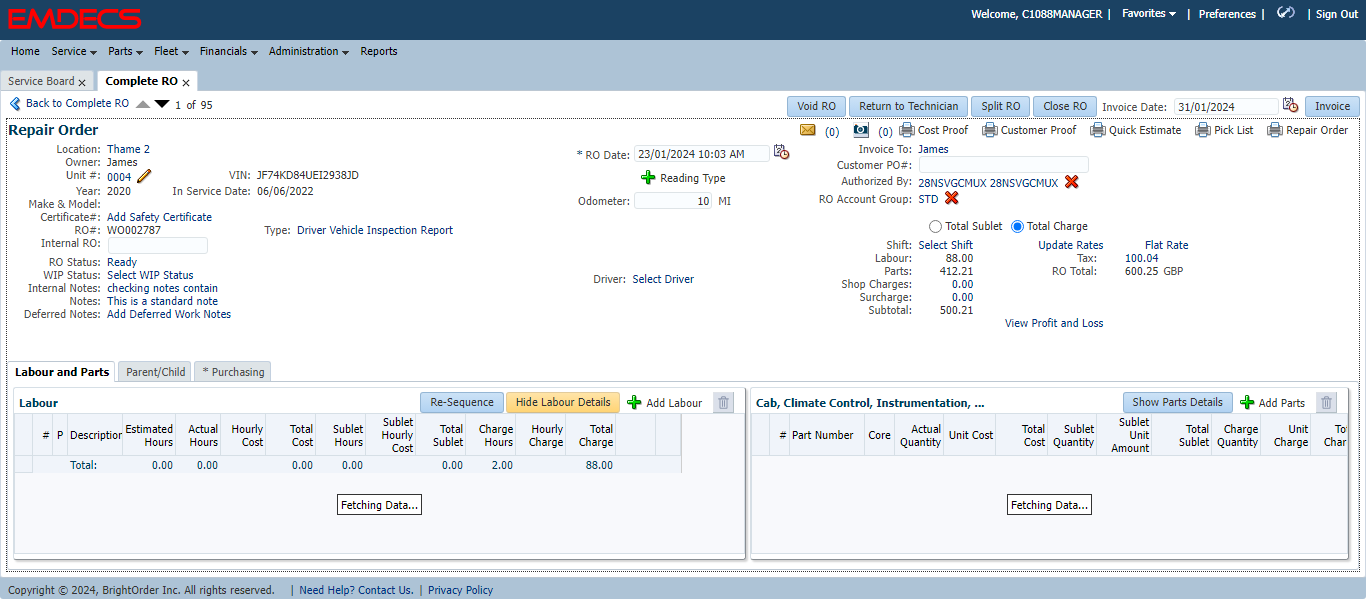 EMDECS
Welcome, C1088MANAGER | Favorites | Preferences | | Sign Out
Home Service Parts Fleet Financials Administration Reports
Service Board x Complete RO x
Back to Complete RO 1 of 95 Void RO Return to Technician Split RO Close RO Invoice Date: 31/01/2024 Invoice
Repair Order (0) (0) Cost Proof Customer Proof Quick Estimate Pick List Repair Order
Location: Thame 2
Owner: James
Unit #: 0004 VIN: JF74KD84UEI2938JD
Year: 2020 In Service Date: 06/06/2022
Make & Model:
Certificate#: Add Safety Certificate
RO#: WO002787 Type: Driver Vehicle Inspection Report
Internal RO:
RO Status: Ready
WIP Status: Select WIP Status
Internal Notes: checking notes contain
Notes: This is a standard note
Deferred Notes: Add Deferred Work Notes
* RO Date: 23/01/2024 10:03 AM
Reading Type
Odometer: 10 MI
Driver: Select Driver
Invoice To: James
Customer PO#:
Authorized By: 28NSVGCMUX 28NSVGCMUX
RO Account Group: STD
Total Sublet Total Charge
Shift: Select Shift Update Rates Flat Rate
Labour: 88.00 Tax: 100.04
Parts: 412.21 RO Total: 600.25 GBP
Shop Charges: 0.00
Surcharge: 0.00
Subtotal: 500.21
View Profit and Loss
Labour and Parts Parent/Child * Purchasing
Labour Re-Sequence Hide Labour Details Add Labour
# P Description Estimated Hours Actual Hours Hourly Cost Total Cost Sublet Hours Sublet Hourly Cost Total Sublet Charge Hours Hourly Charge Total Charge
Total: 0.00 0.00 0.00 0.00 0.00 2.00 88.00
Fetching Data...
Cab, Climate Control, Instrumentation, ... Show Parts Details Add Parts
# Part Number Core Actual Quantity Unit Cost Total Cost Sublet Quantity Sublet Unit Amount Total Sublet Charge Quantity Unit Charge Tot Char
Fetching Data...
Copyright © 2024, BrightOrder Inc. All rights reserved. | Need Help? Contact Us. | Privacy Policy